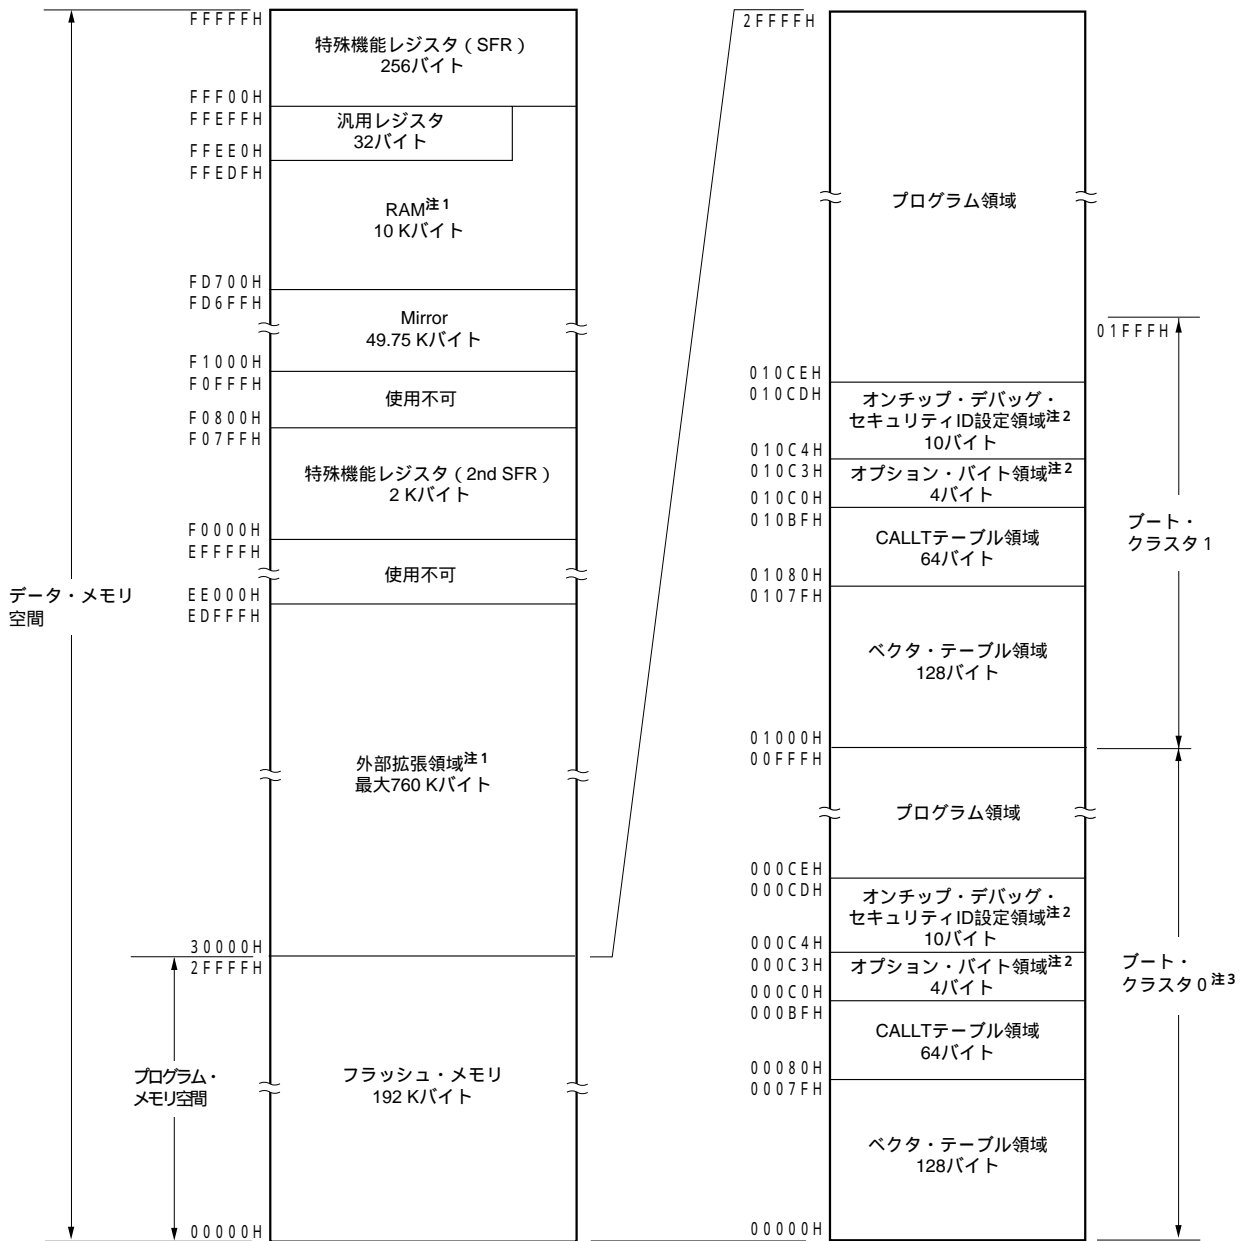 FFFFFH
特殊機能レジスタ（SFR）
256バイト
FFF00H
FFEFFH
汎用レジスタ
32バイト
FFEE0H
FFEDFH
RAM注1
10 Kバイト
FD700H
FD6FFH
Mirror
49.75 Kバイト
F1000H
F0FFFH
使用不可
F0800H
F07FFH
特殊機能レジスタ（2nd SFR）
2 Kバイト
F0000H
EFFFFH
使用不可
EE000H
EDFFFH
データ・メモリ
空間
外部拡張領域注1
最大760 Kバイト
30000H
2FFFFH
プログラム・
メモリ空間
フラッシュ・メモリ
192 Kバイト
00000H
2FFFFH
プログラム領域
01FFFH
010CEH
010CDH
オンチップ・デバッグ・
セキュリティID設定領域注2
10バイト
010C4H
010C3H
オプション・バイト領域注2
4バイト
010C0H
010BFH
CALLTテーブル領域
64バイト
ブート・
クラスタ1
01080H
0107FH
ベクタ・テーブル領域
128バイト
01000H
00FFFH
プログラム領域
000CEH
000CDH
オンチップ・デバッグ・
セキュリティID設定領域注2
10バイト
000C4H
000C3H
オプション・バイト領域注2
4バイト
ブート・
クラスタ0注3
000C0H
000BFH
CALLTテーブル領域
64バイト
00080H
0007FH
ベクタ・テーブル領域
128バイト
00000H